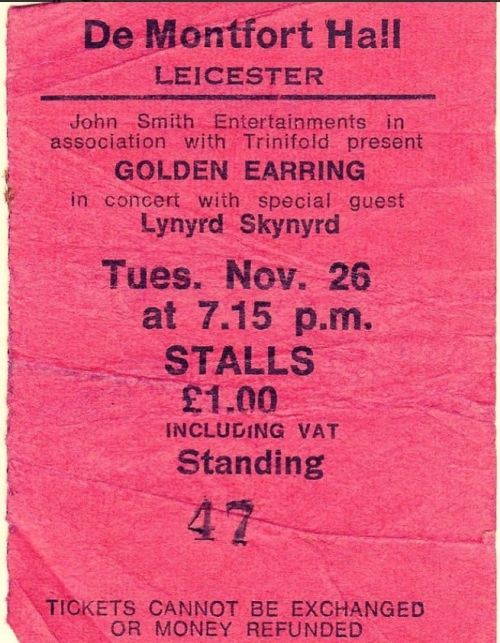 De Montfort Hall
LEICESTER
John Smith Entertainments in
association with Trinifold present
GOLDEN EARRING
in concert with special guest
Lynyrd Skynyrd
Tues. Nov. 26
at 7.15 p.m.
STALLS
£1.00
INCLUDING VAT
Standing
47
TICKETS CANNOT BE EXCHANGED
OR MONEY REFUNDED